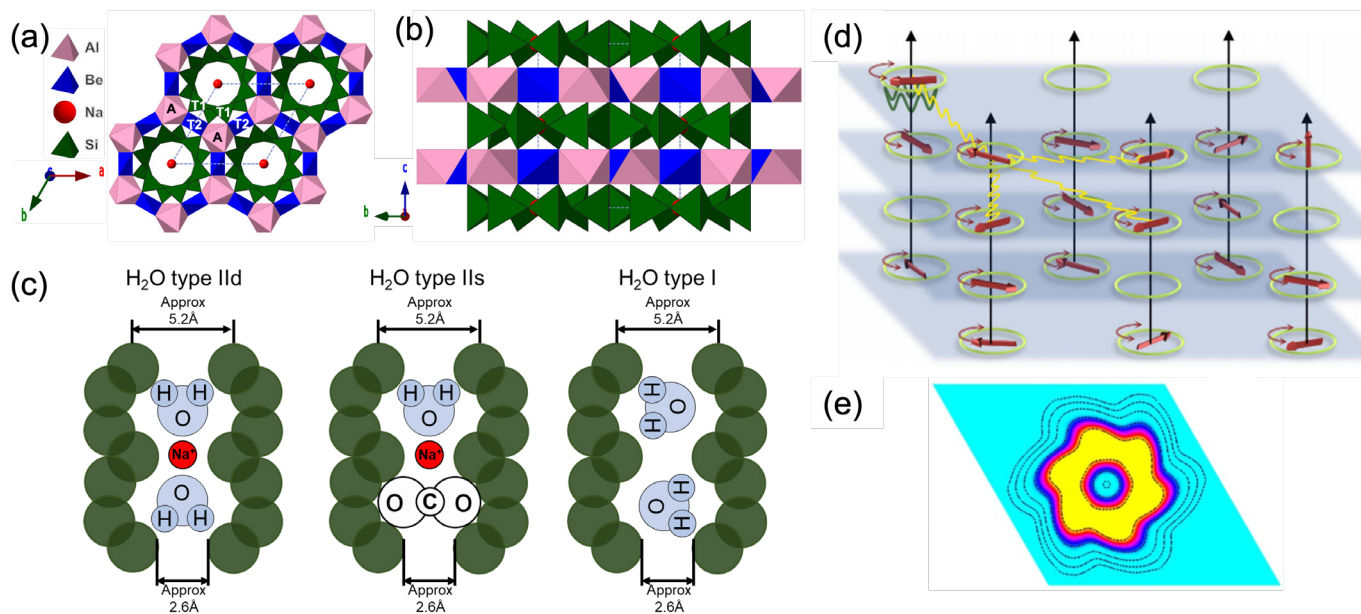 (a)
Al
Be
Na
Si
T1
T1
A
T2
T2
A
c
a
b
(b)
c
b
(c)
H₂O type IId
Approx
5.2Å
H H
O
Na⁺
O
H H
Approx
2.6Å
H₂O type IIs
Approx
5.2Å
H H
O
Na⁺
O C O
Approx
2.6Å
H₂O type I
Approx
5.2Å
H
O
H
H
O
H
Approx
2.6Å
(d)
(e)